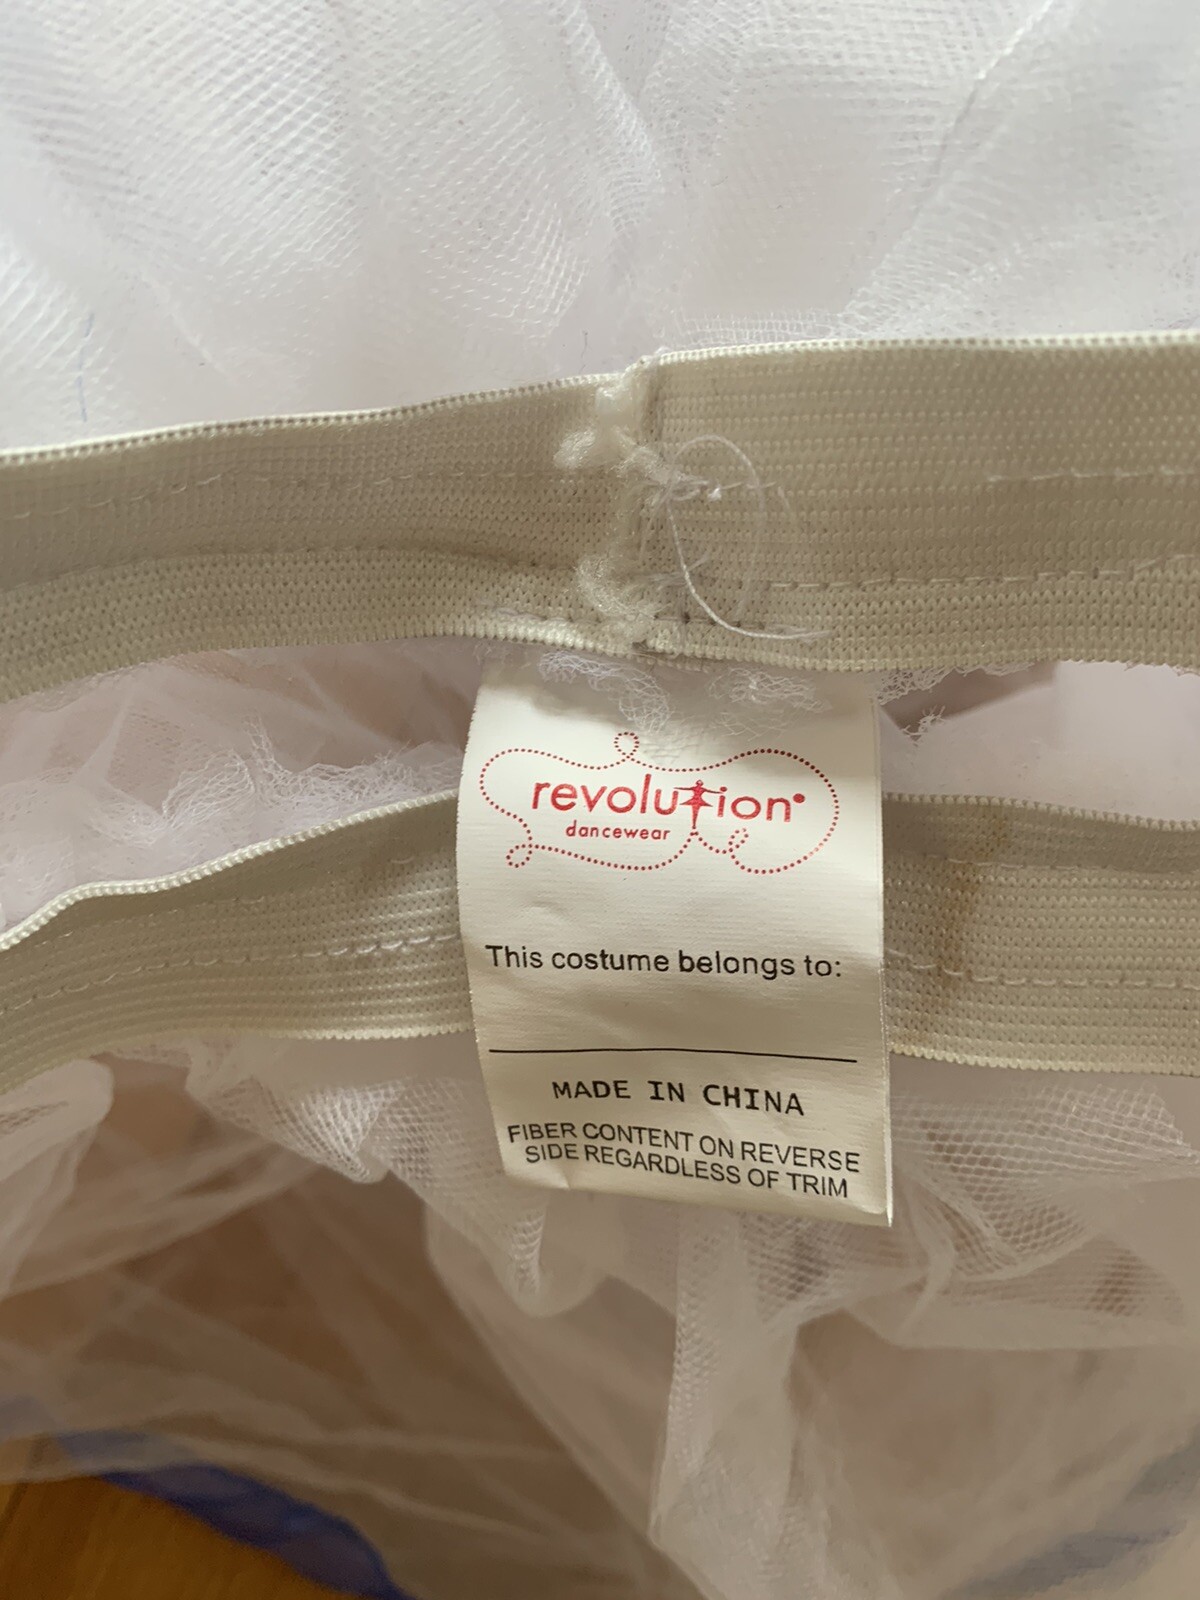 revolution
dancewear
This costume belongs to:
MADE IN CHINA
FIBER CONTENT ON REVERSE
SIDE REGARDLESS OF TRIM